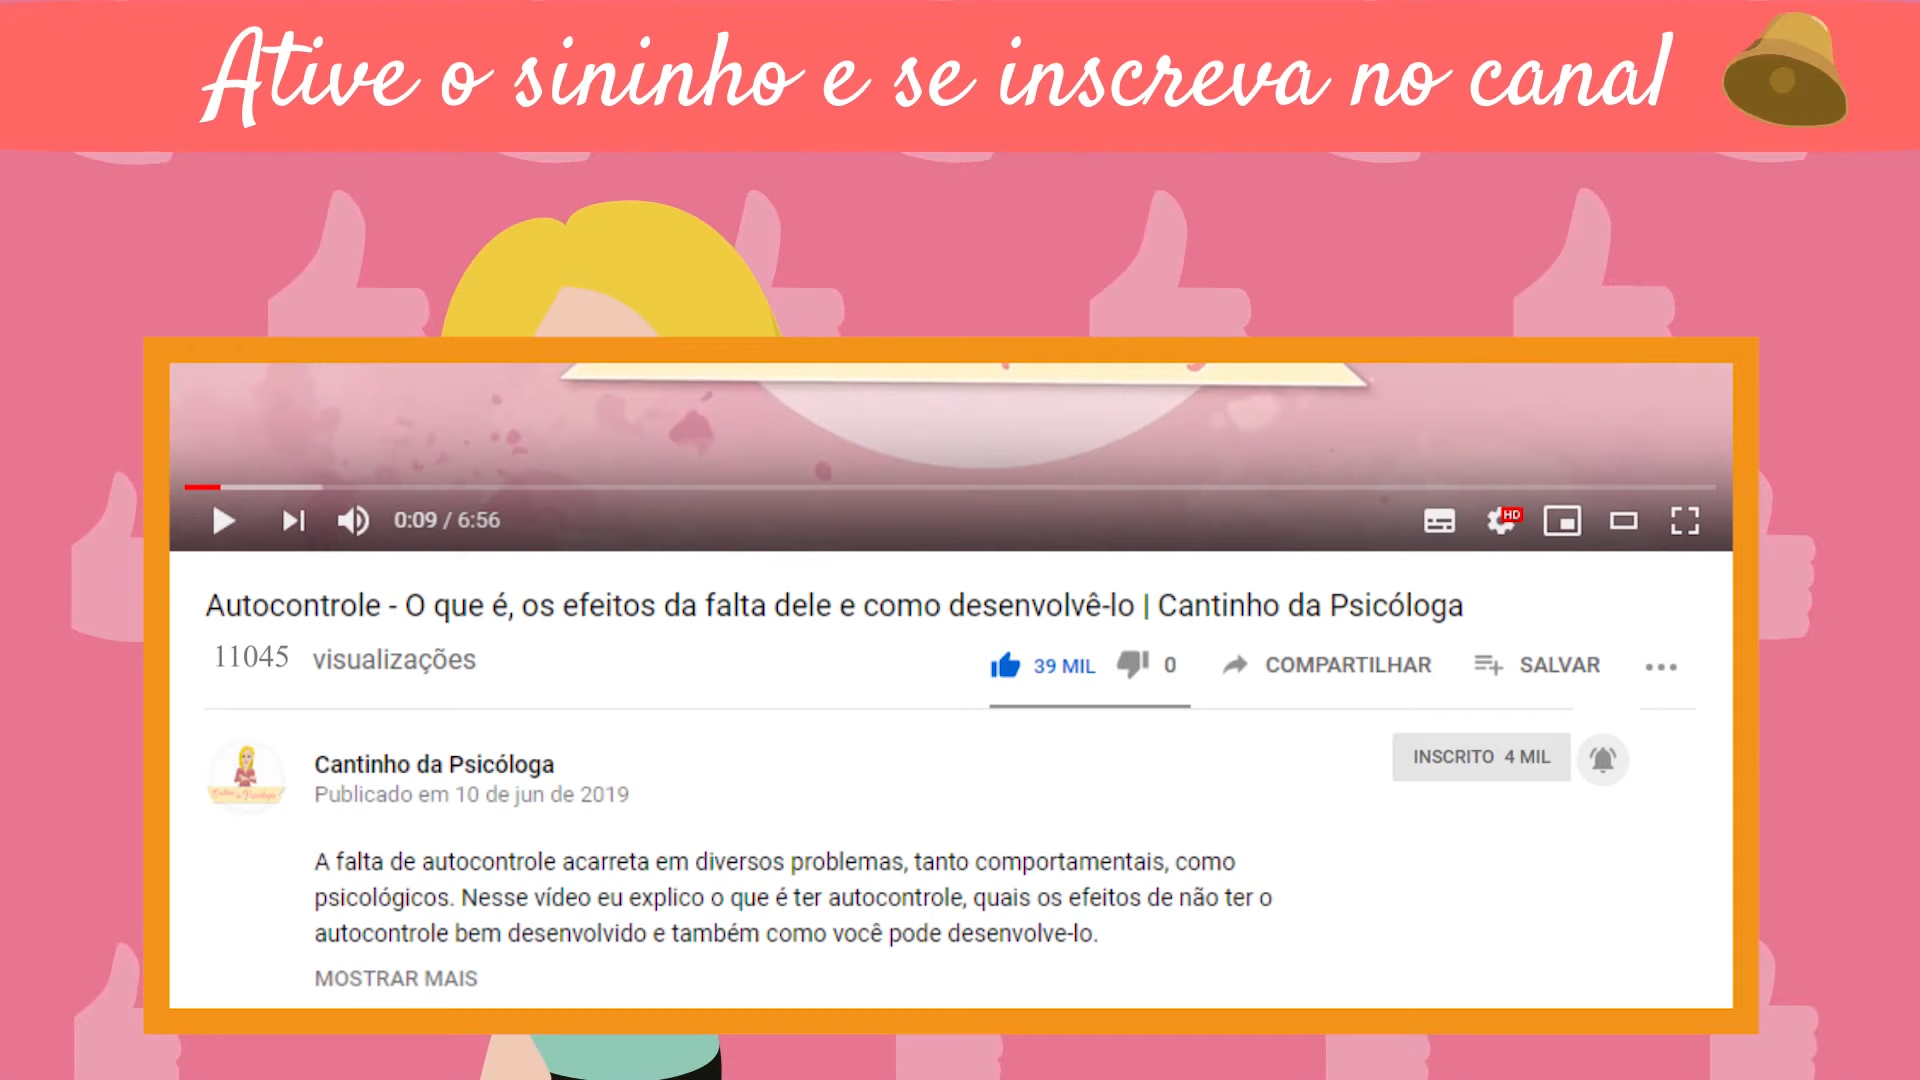 Ative o sininho e se inscreva no canal
0:09 / 6:56
HD
Autocontrole - O que é, os efeitos da falta dele e como desenvolvê-lo | Cantinho da Psicóloga
11045 visualizações
39 MIL 0 COMPARTILHAR SALVAR
Cantinho da Psicóloga
Publicado em 10 de jun de 2019
INSCRITO 4 MIL
A falta de autocontrole acarreta em diversos problemas, tanto comportamentais, como
psicológicos. Nesse vídeo eu explico o que é ter autocontrole, quais os efeitos de não ter o
autocontrole bem desenvolvido e também como você pode desenvolve-lo.
MOSTRAR MAIS